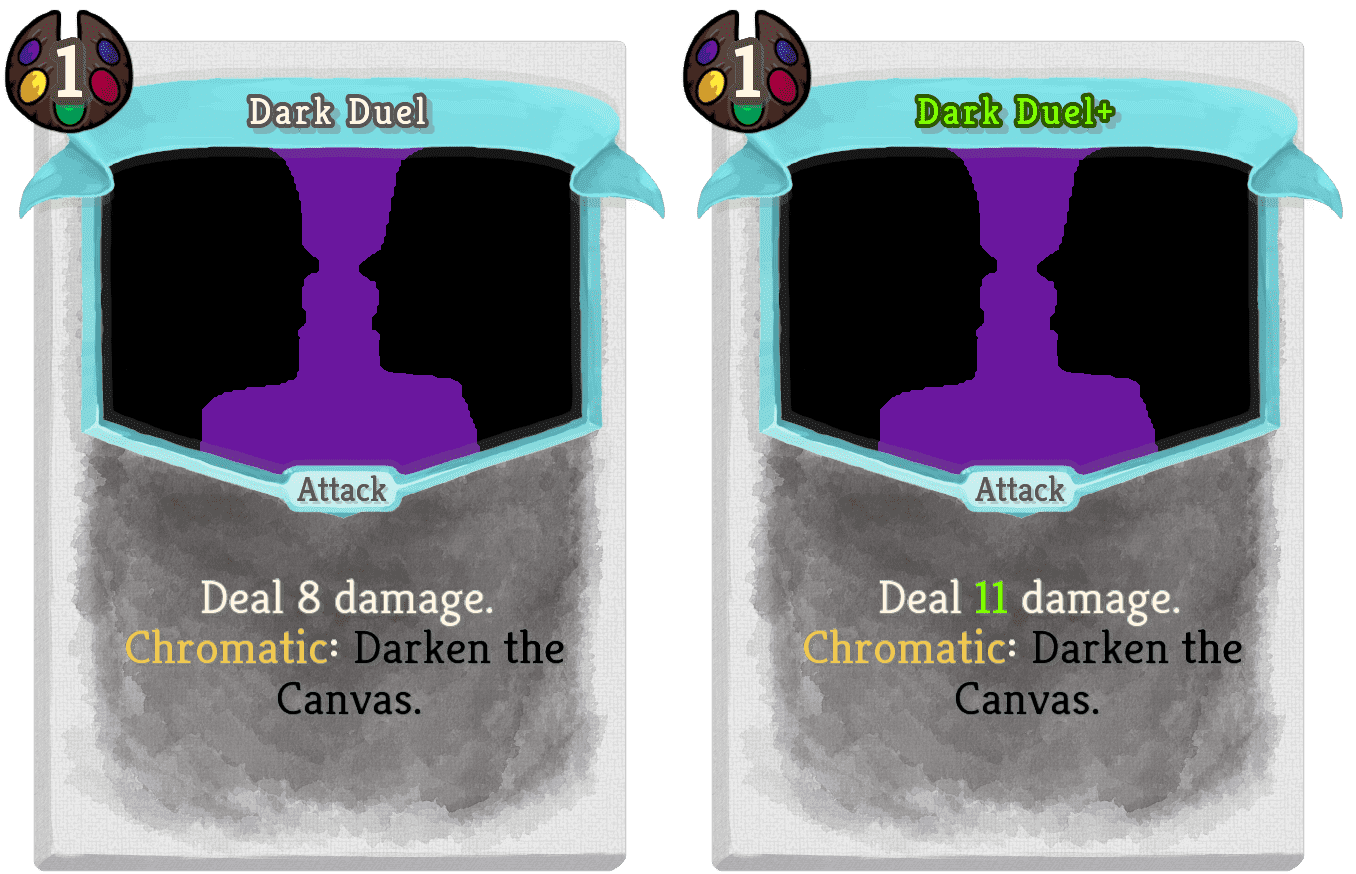 1
Dark Duel
Attack
Deal 8 damage.
Chromatic: Darken the
Canvas.
1
Dark Duel+
Attack
Deal 11 damage.
Chromatic: Darken the
Canvas.